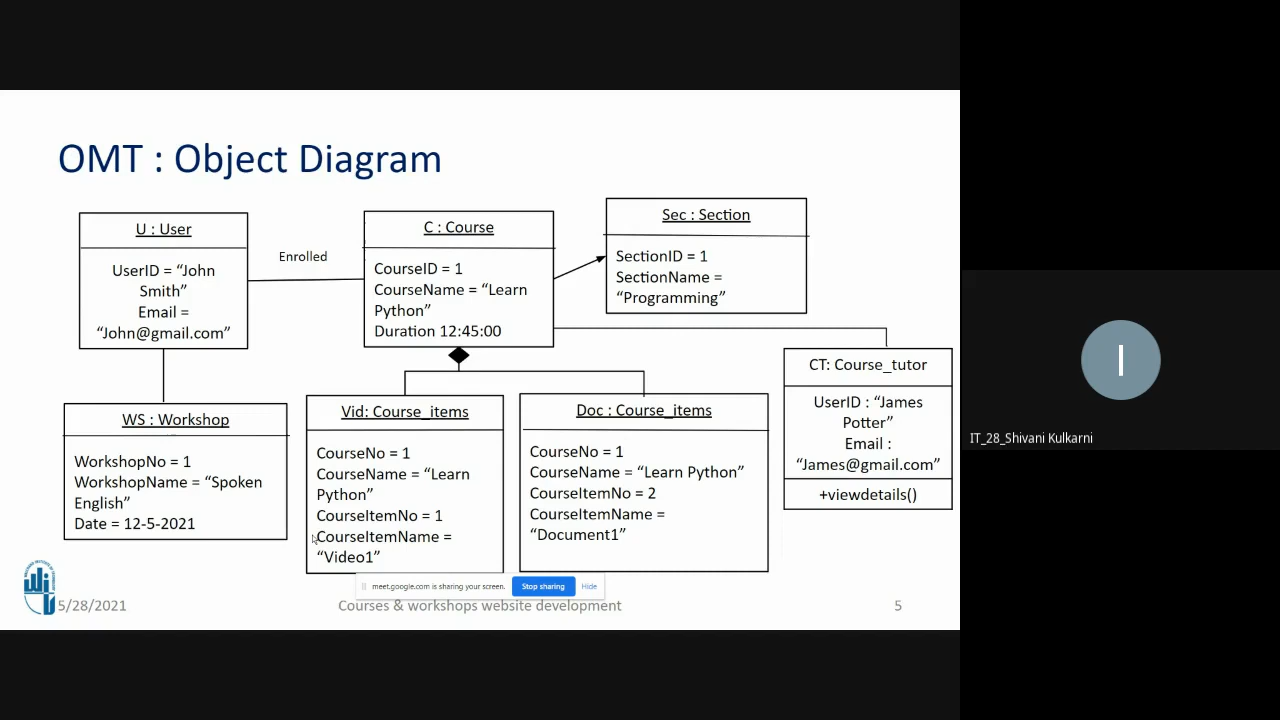 OMT : Object Diagram
U : User
UserID = “John
Smith”
Email =
“John@gmail.com”
Enrolled
C : Course
CourseID = 1
CourseName = “Learn
Python”
Duration 12:45:00
Sec : Section
SectionID = 1
SectionName =
“Programming”
WS : Workshop
WorkshopNo = 1
WorkshopName = “Spoken
English”
Date = 12-5-2021
Vid: Course_items
CourseNo = 1
CourseName = “Learn
Python”
CourseItemNo = 1
CourseItemName =
“Video1”
Doc : Course_items
CourseNo = 1
CourseName = “Learn Python”
CourseItemNo = 2
CourseItemName =
“Document1”
CT: Course_tutor
UserID : “James
Potter”
Email :
“James@gmail.com”
+viewdetails()
meet.google.com is sharing your screen.
Stop sharing
Hide
5/28/2021
Courses & workshops website development
5
I
IT_28_Shivani Kulkarni